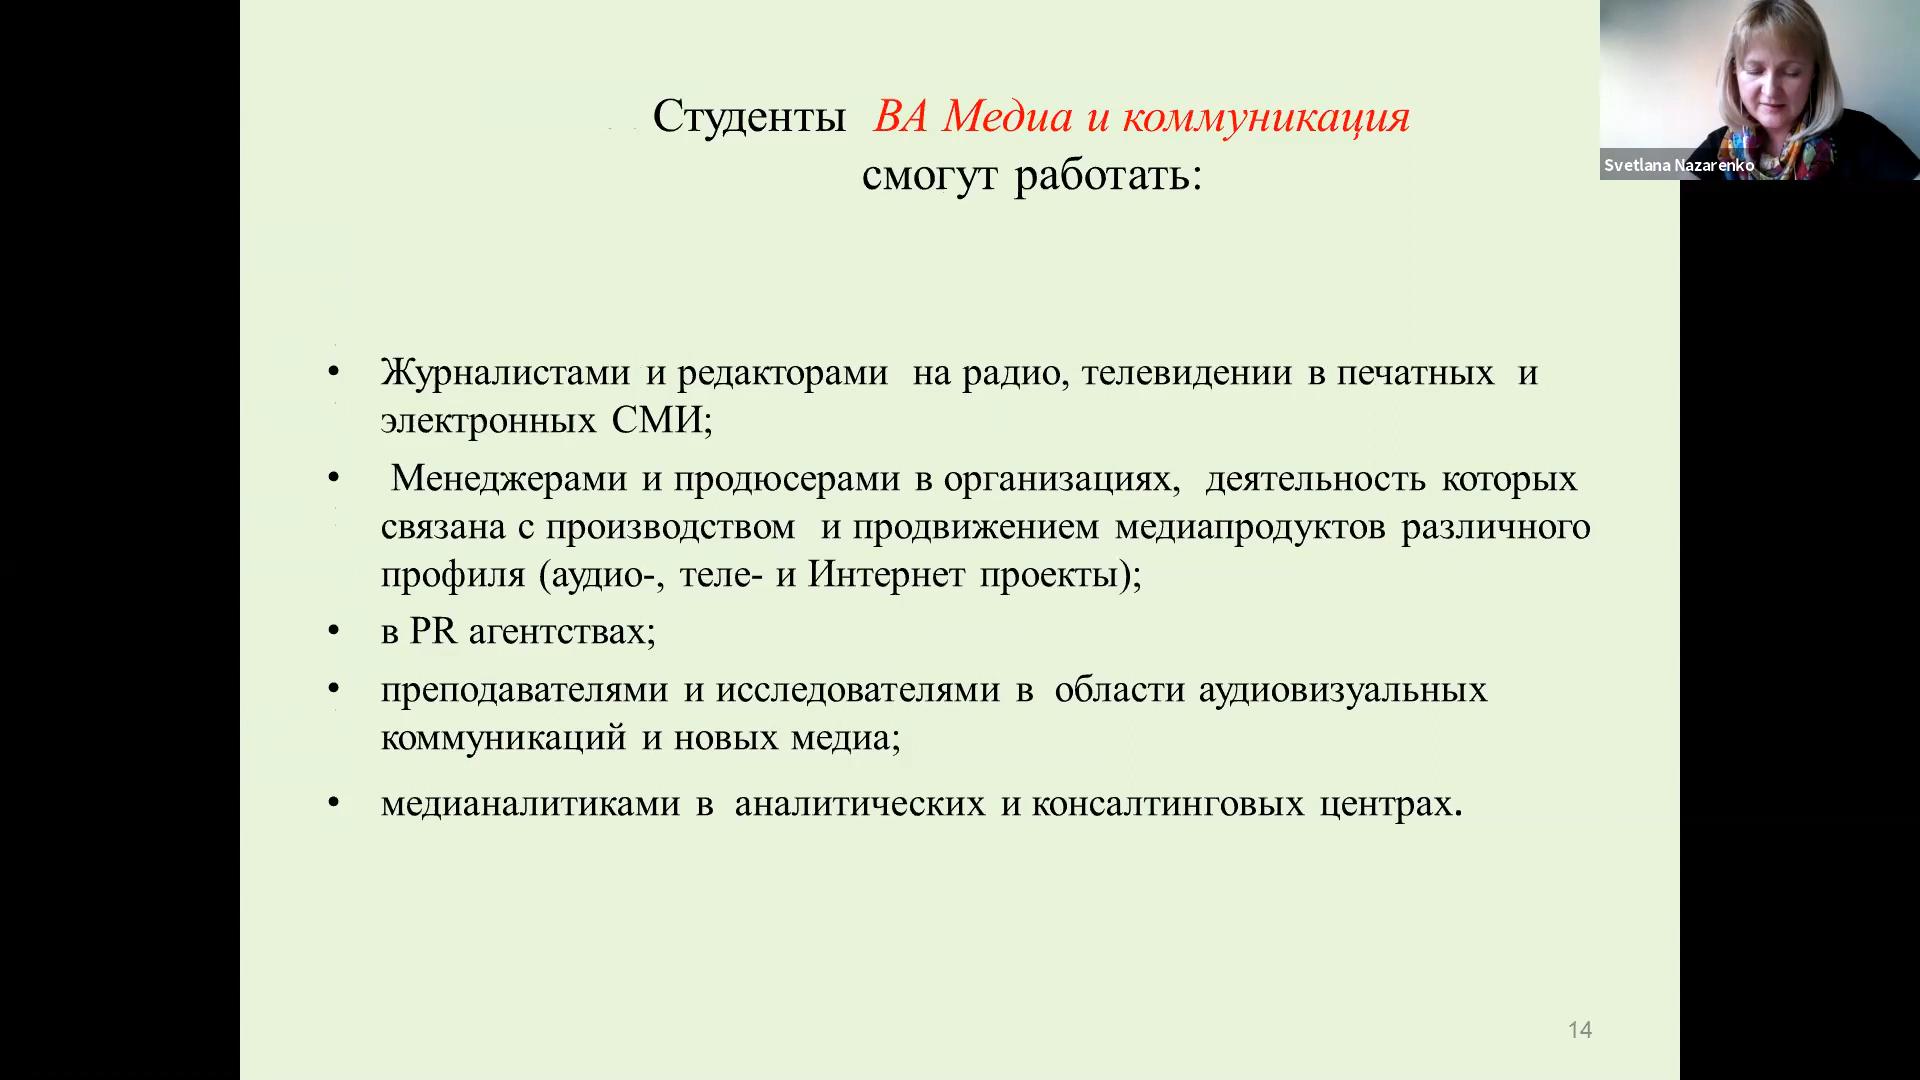 Студенты ВА Медиа и коммуникация
смогут работать:
Svetlana Nazarenko
• Журналистами и редакторами на радио, телевидении в печатных и
электронных СМИ;
• Менеджерами и продюсерами в организациях, деятельность которых
связана с производством и продвижением медиапродуктов различного
профиля (аудио-, теле- и Интернет проекты);
• в PR агентствах;
• преподавателями и исследователями в области аудиовизуальных
коммуникаций и новых медиа;
• медианалитиками в аналитических и консалтинговых центрах.
14